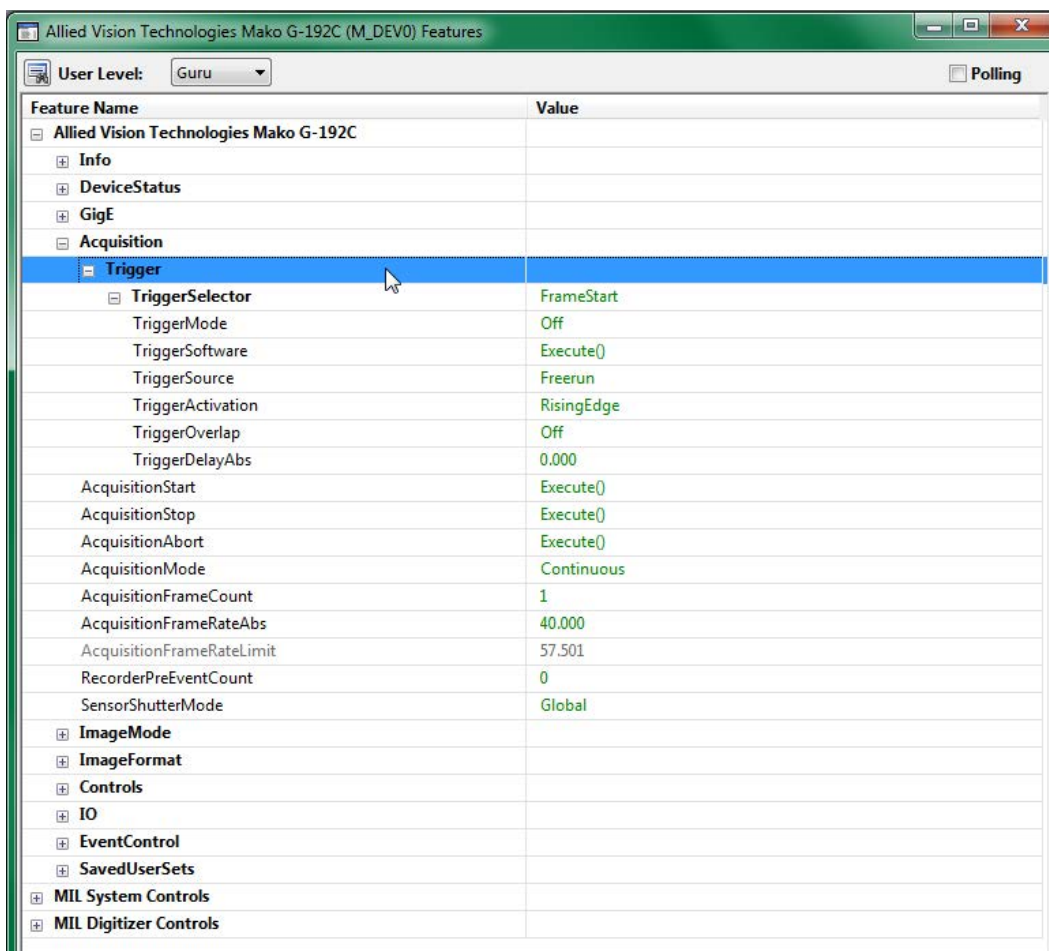 Allied Vision Technologies Mako G-192C (M_DEV0) Features
User Level: Guru Polling
Feature Name Value
Allied Vision Technologies Mako G-192C
Info
DeviceStatus
GigE
Acquisition
Trigger
TriggerSelector FrameStart
TriggerMode Off
TriggerSoftware Execute()
TriggerSource Freerun
TriggerActivation RisingEdge
TriggerOverlap Off
TriggerDelayAbs 0.000
AcquisitionStart Execute()
AcquisitionStop Execute()
AcquisitionAbort Execute()
AcquisitionMode Continuous
AcquisitionFrameCount 1
AcquisitionFrameRateAbs 40.000
AcquisitionFrameRateLimit 57.501
RecorderPreEventCount 0
SensorShutterMode Global
ImageMode
ImageFormat
Controls
IO
EventControl
SavedUserSets
MIL System Controls
MIL Digitizer Controls